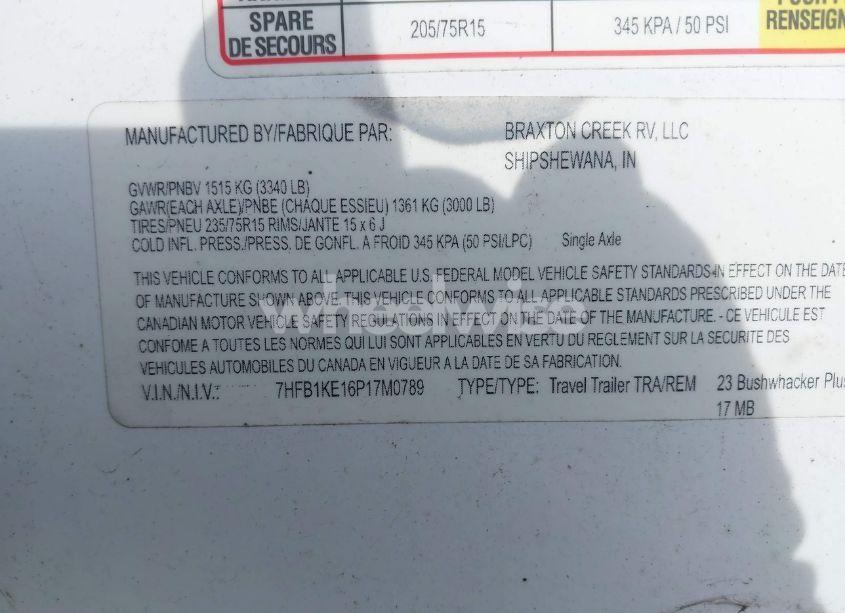 SPARE
DE SECOURS
205/75R15
345 KPA / 50 PSI
RENSEIGN
MANUFACTURED BY/FABRIQUE PAR: BRAXTON CREEK RV, LLC
SHIPSHEWANA, IN
GVWR/PNBV 1515 KG (3340 LB)
GAWR(EACH AXLE)/PNBE (CHAQUE ESSIEU) 1361 KG (3000 LB)
TIRES/PNEU 235/75R15 RIMS/JANTE 15 x 6 J
COLD INFL. PRESS./PRESS. DE GONFL. A FROID 345 KPA (50 PSI/LPC) Single Axle
THIS VEHICLE CONFORMS TO ALL APPLICABLE U.S. FEDERAL MODEL VEHICLE SAFETY STANDARDS IN EFFECT ON THE DATE
OF MANUFACTURE SHOWN ABOVE. THIS VEHICLE CONFORMS TO ALL APPLICABLE STANDARDS PRESCRIBED UNDER THE
CANADIAN MOTOR VEHICLE SAFETY REGULATIONS IN EFFECT ON THE DATE OF THE MANUFACTURE. - CE VEHICULE EST
CONFOME A TOUTES LE NORMES QUI LUI SONT APPLICABLES EN VERTU DU REGLEMENT SUR LA SECURITE DES
VEHICULES AUTOMOBILES DU CANADA EN VIGUEUR A LA DATE DE SA FABRICATION.
V.I.N./N.I.V.: 7HFB1KE16P17M0789 TYPE/TYPE: Travel Trailer TRA/REM 23 Bushwhacker Plus
17 MB
wheelwise